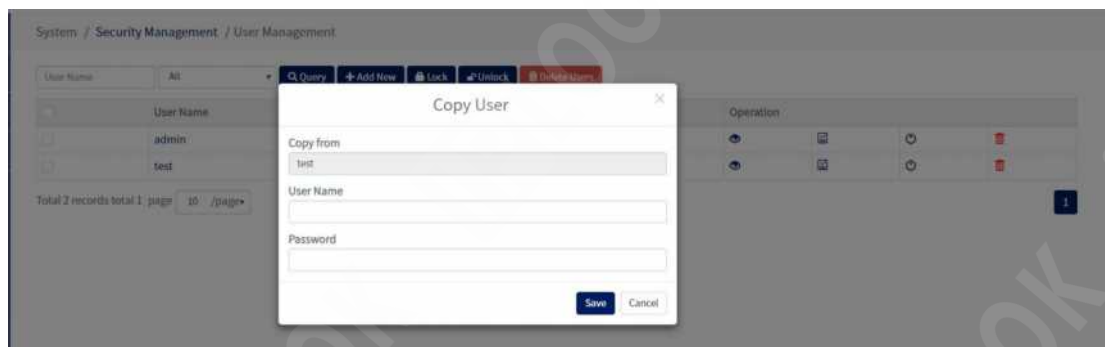 System / Security Management / User Management
User Name All Query Add New Lock Unlock Delete Users
User Name Operation
admin
test
Total 2 records total 1 page 10 /page
1
Copy User
Copy from
test
User Name
Password
Save Cancel